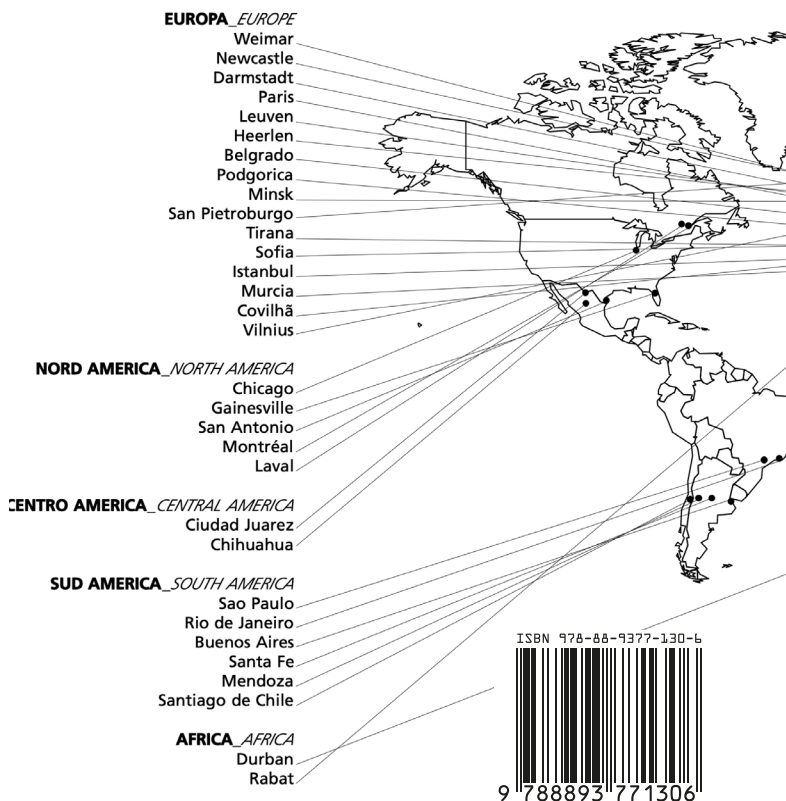 EUROPA_EUROPE
Weimar
Newcastle
Darmstadt
Paris
Leuven
Heerlen
Belgrado
Podgorica
Minsk
San Pietroburgo
Tirana
Sofia
Istanbul
Murcia
Covilhã
Vilnius
NORD AMERICA_NORTH AMERICA
Chicago
Gainesville
San Antonio
Montréal
Laval
CENTRO AMERICA_CENTRAL AMERICA
Ciudad Juarez
Chihuahua
SUD AMERICA_SOUTH AMERICA
Sao Paulo
Rio de Janeiro
Buenos Aires
Santa Fe
Mendoza
Santiago de Chile
AFRICA_AFRICA
Durban
Rabat
ISBN 978-88-9377-130-6
9 788893 771306